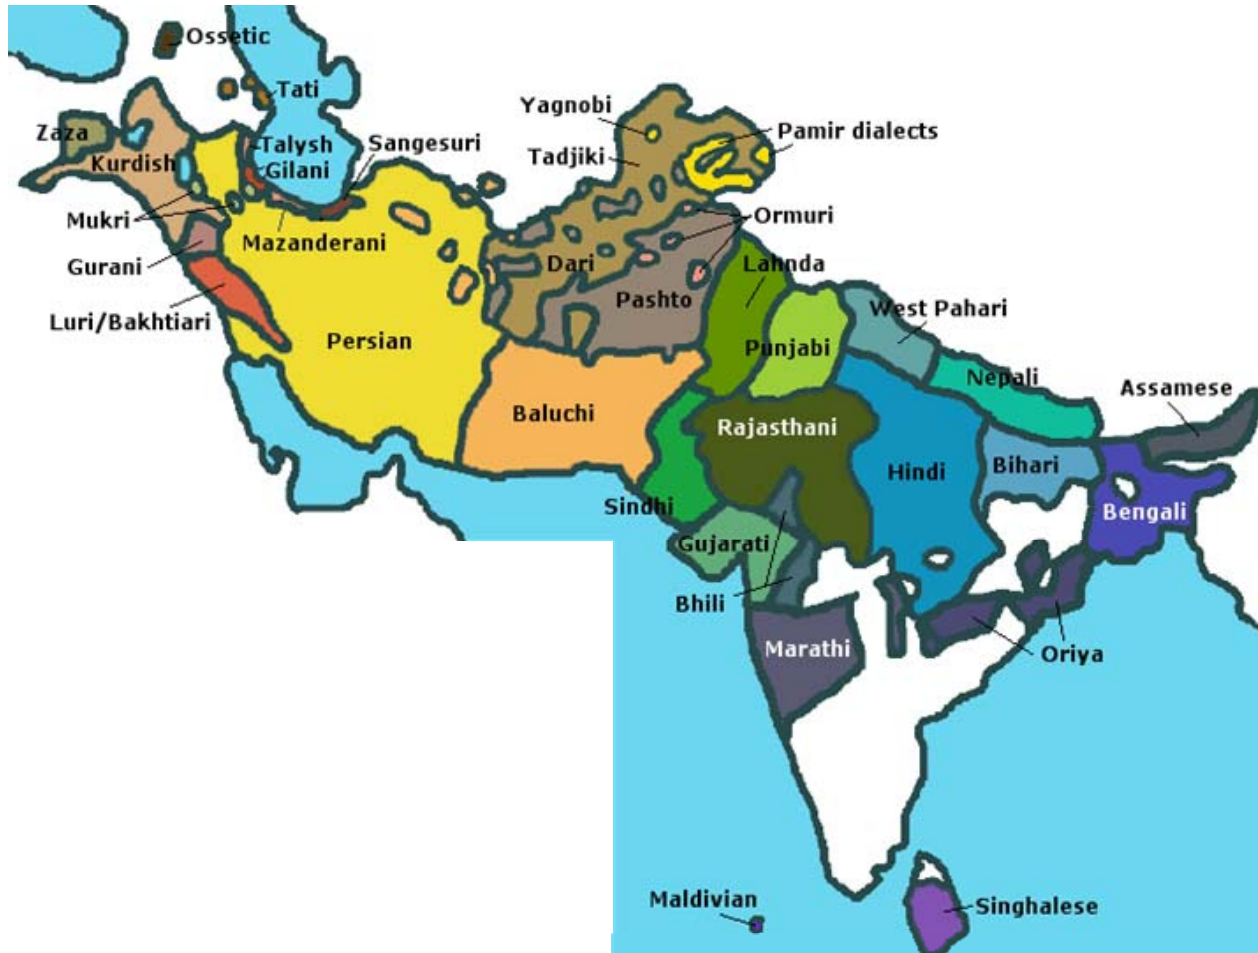 Ossetic
Tati
Yagnobi
Pamir dialects
Zaza
Talysh
Sangesuri
Kurdish
Gilani
Tadjiki
Mukri
Mazanderani
Ormuri
Gurani
Dari
Lahnda
Luri/Bakhtiari
Pashto
West Pahari
Persian
Punjabi
Nepali
Assamese
Baluchi
Rajasthani
Hindi
Bihari
Sindhi
Bengali
Gujarati
Bhili
Marathi
Oriya
Maldivian
Singhalese